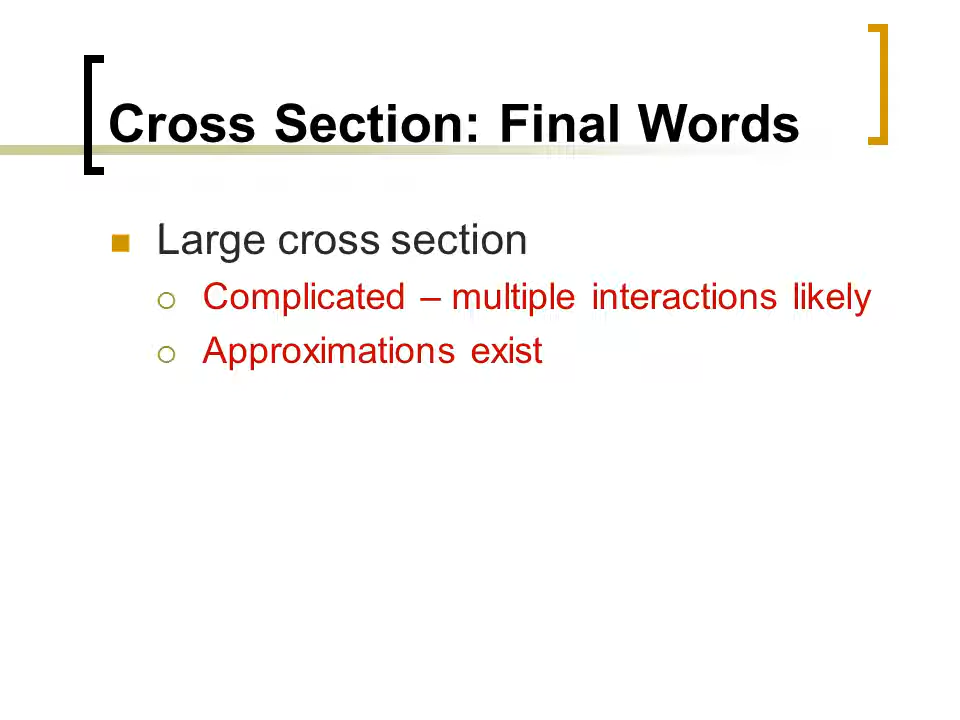 Cross Section: Final Words
Large cross section
Complicated – multiple interactions likely
Approximations exist